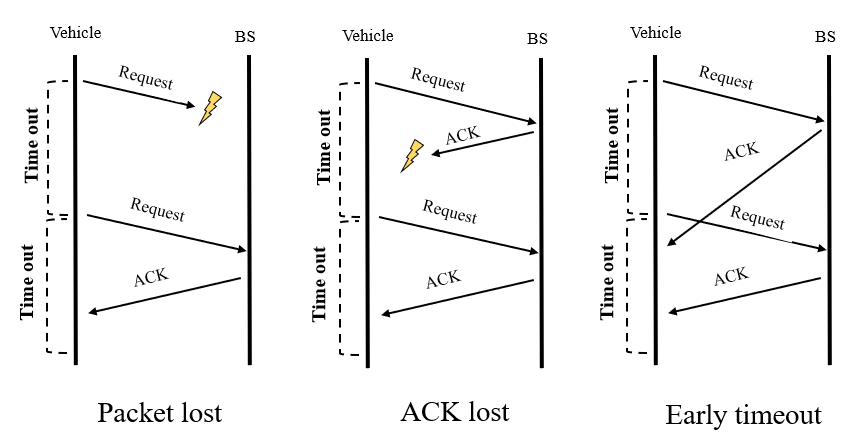 Vehicle
BS
Request
Time out
Request
ACK
Time out
Packet lost
Vehicle
BS
Request
ACK
Time out
Request
ACK
Time out
ACK lost
Vehicle
BS
Request
ACK
Time out
Request
ACK
Time out
Early timeout